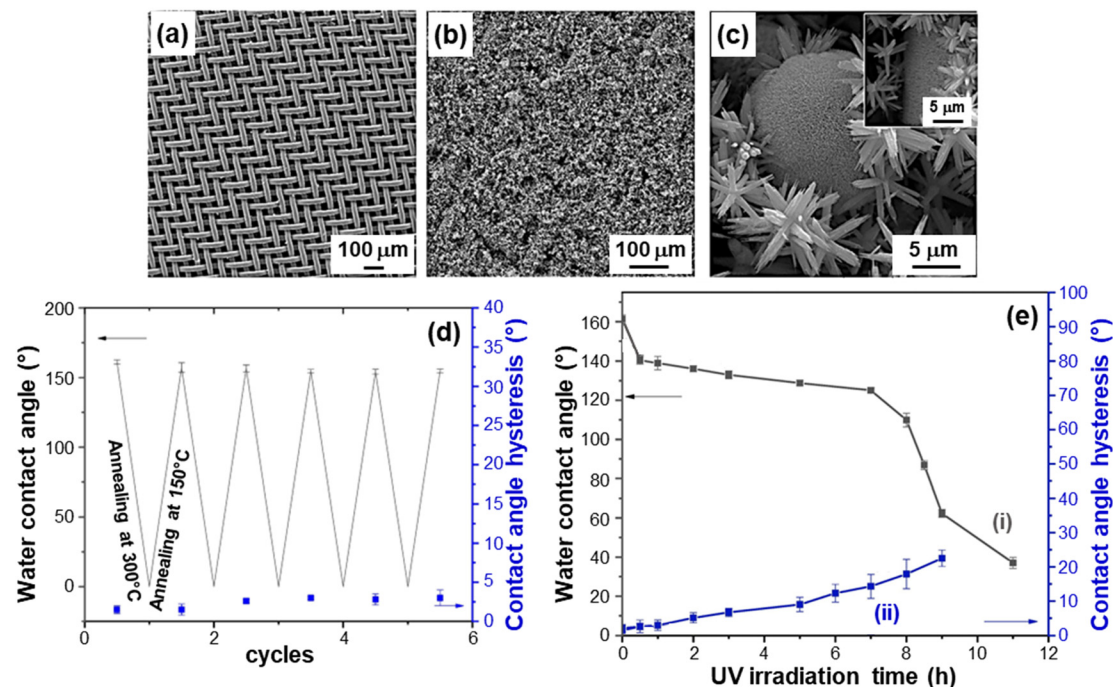 (a)
100 µm
(b)
100 µm
(c)
5 µm
5 µm
(d)
Water contact angle (°)
200
150
100
50
0
Annealing at 300°C
Annealing at 150°C
40
35
30
25
20
15
10
5
0
Contact angle hysteresis (°)
0 2 4 6
cycles
(e)
Water contact angle (°)
160
140
120
100
80
60
40
20
0
(i)
(ii)
100
90
80
70
60
50
40
30
20
10
0
Contact angle hysteresis (°)
0 2 4 6 8 10 12
UV irradiation time (h)